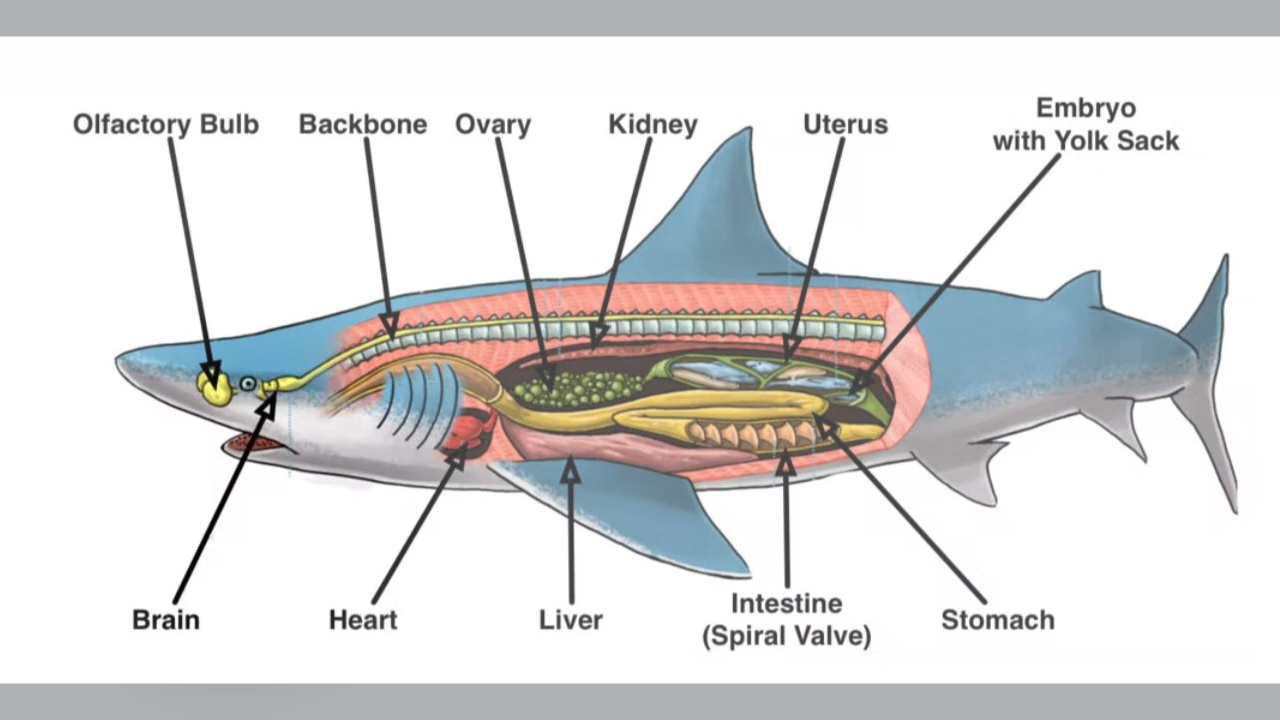 Olfactory Bulb
Backbone
Ovary
Kidney
Uterus
Embryo
with Yolk Sack
Brain
Heart
Liver
Intestine
(Spiral Valve)
Stomach